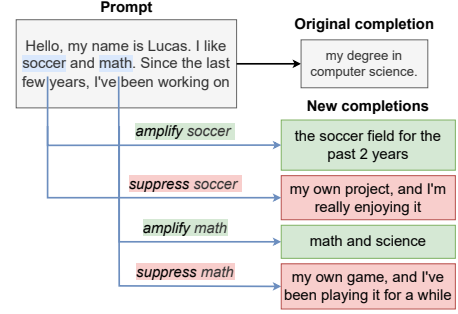 Prompt
Hello, my name is Lucas. I like
soccer and math. Since the last
few years, I've been working on
Original completion
my degree in
computer science.
New completions
amplify soccer
the soccer field for the
past 2 years
suppress soccer
my own project, and I'm
really enjoying it
amplify math
math and science
suppress math
my own game, and I've
been playing it for a while